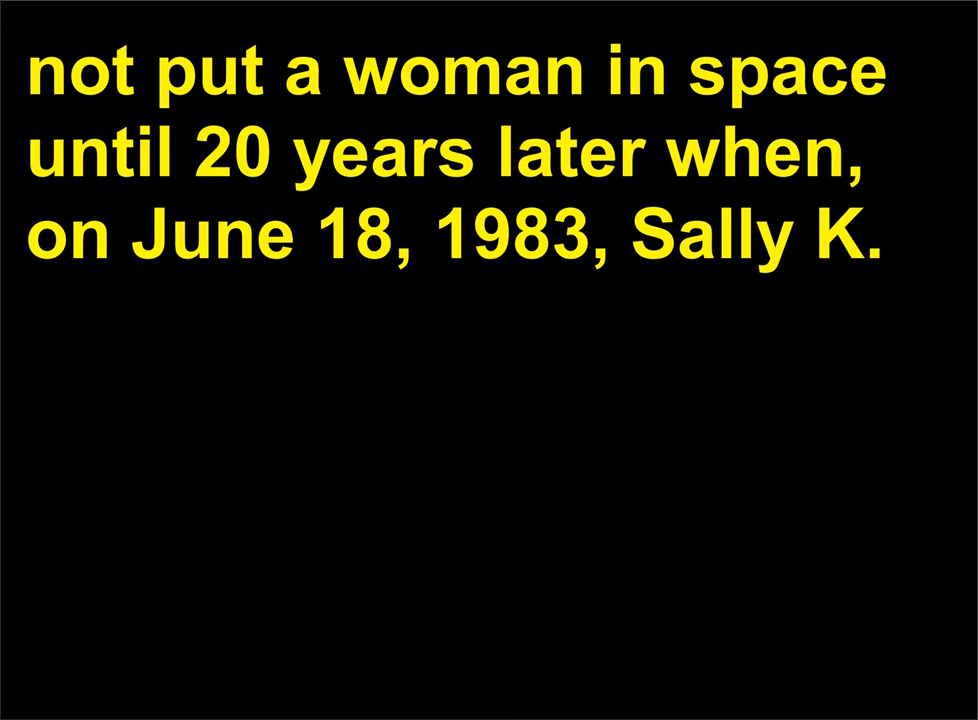 not put a woman in space
until 20 years later when,
on June 18, 1983, Sally K.